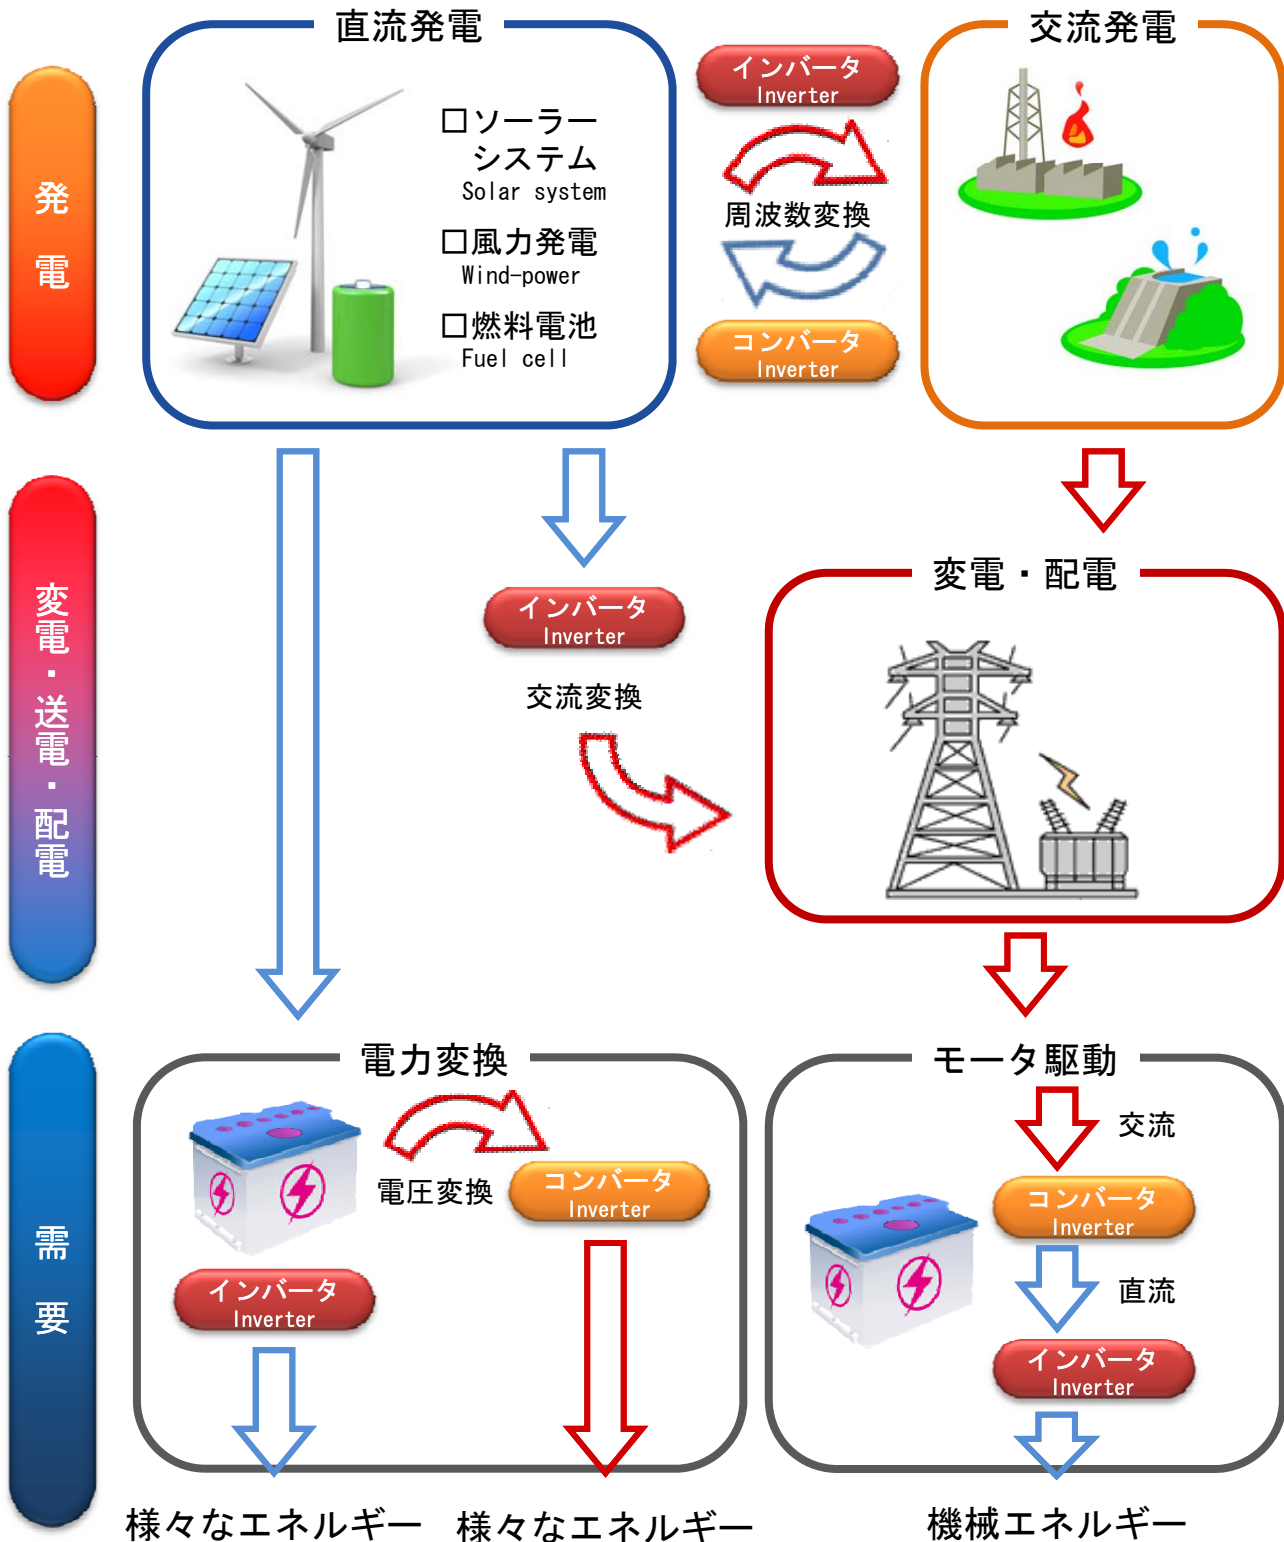 直流発電
交流発電
発電
□ソーラー
システム
Solar system
□風力発電
Wind-power
□燃料電池
Fuel cell
インバータ
Inverter
周波数変換
コンバータ
Inverter
変電・送電・配電
インバータ
Inverter
交流変換
変電・配電
需要
電力変換
電圧変換
コンバータ
Inverter
インバータ
Inverter
モータ駆動
交流
コンバータ
Inverter
直流
インバータ
Inverter
様々なエネルギー
様々なエネルギー
機械エネルギー